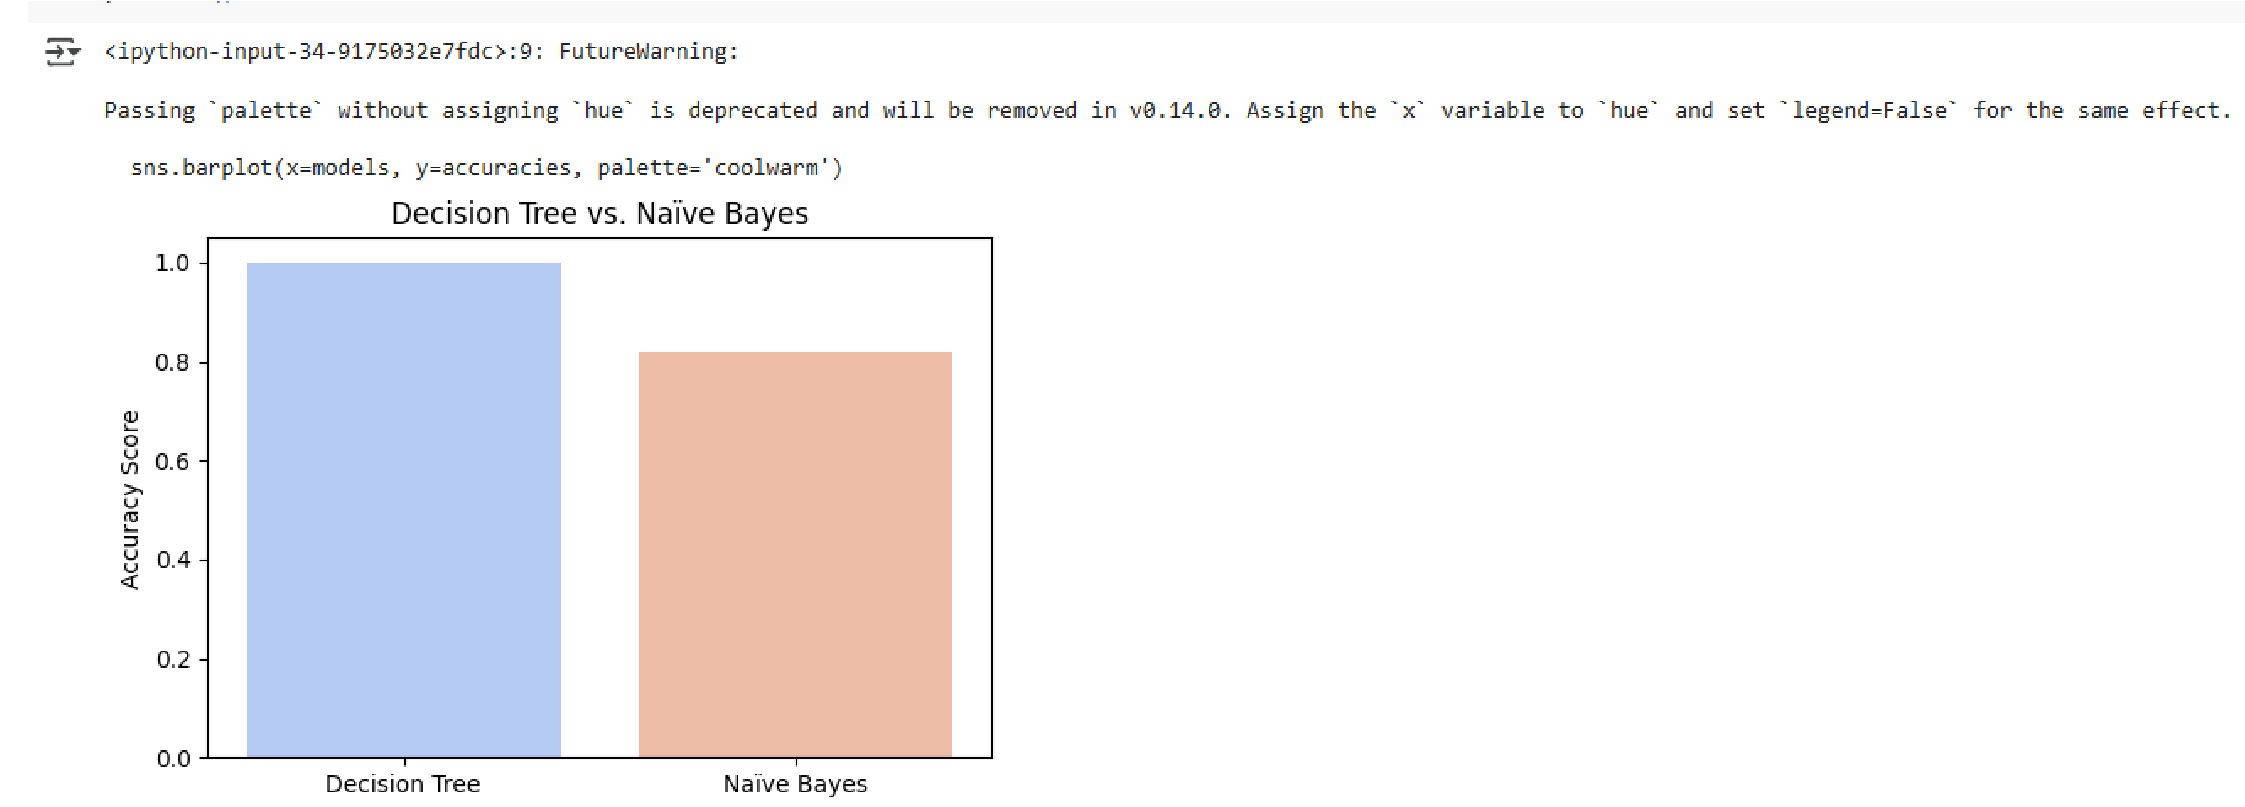 <ipython-input-34-9175032e7fdc>:9: FutureWarning:
Passing `palette` without assigning `hue` is deprecated and will be removed in v0.14.0. Assign the `x` variable to `hue` and set `legend=False` for the same effect.
sns.barplot(x=models, y=accuracies, palette='coolwarm')
Decision Tree vs. Naïve Bayes
1.0
0.8
0.6
0.4
0.2
0.0
Accuracy Score
Decision Tree
Naïve Bayes